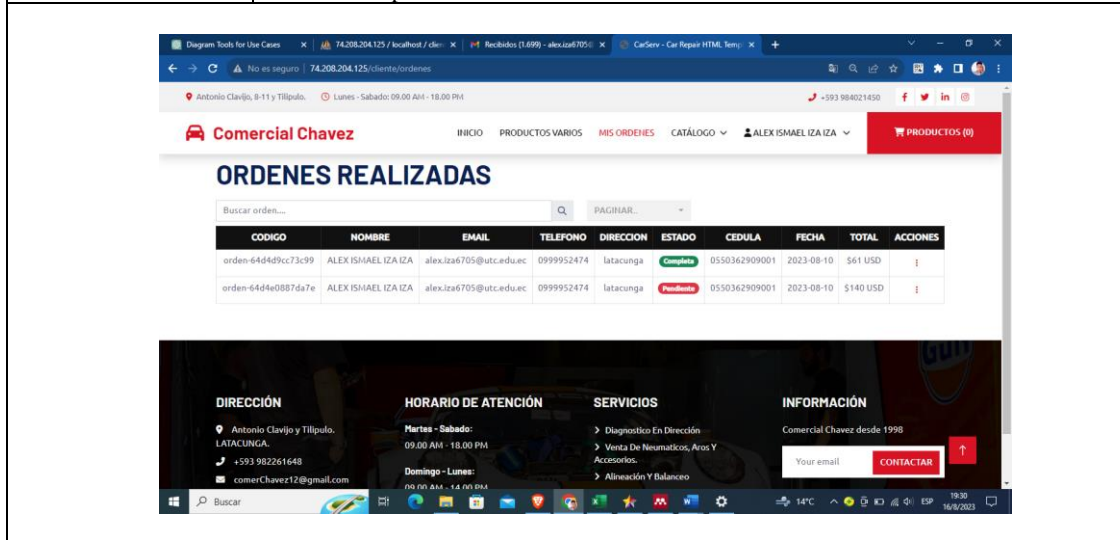 Diagram Tools for Use Cases
74.208.204.125 / localhost / clien
Recibidos (1.699) - alex.iza6705@
CarServ - Car Repair HTML Temp
No es seguro | 74.208.204.125/cliente/ordenes
Antonio Clavijo, 8-11 y Tilipulo. Lunes - Sabado: 09.00 AM - 18.00 PM +593 984021450
Comercial Chavez INICIO PRODUCTOS VARIOS MIS ORDENES CATÁLOGO ALEX ISMAEL IZA IZA PRODUCTOS (0)
ORDENES REALIZADAS
Buscar orden.... PAGINAR..
CODIGO NOMBRE EMAIL TELEFONO DIRECCION ESTADO CEDULA FECHA TOTAL ACCIONES
orden-64d4d9cc73c99 ALEX ISMAEL IZA IZA alex.iza6705@utc.edu.ec 0999952474 latacunga Completa 0550362909001 2023-08-10 $61 USD
orden-64d4e0887da7e ALEX ISMAEL IZA IZA alex.iza6705@utc.edu.ec 0999952474 latacunga Pendiente 0550362909001 2023-08-10 $140 USD
DIRECCIÓN
Antonio Clavijo y Tilipulo.
LATACUNGA.
+593 982261648
comerChavez12@gmail.com
HORARIO DE ATENCIÓN
Martes - Sabado:
09.00 AM - 18.00 PM
Domingo - Lunes:
09.00 AM - 14.00 PM
SERVICIOS
Diagnostico En Dirección
Venta De Neumaticos, Aros Y
Accesorios.
Alineación Y Balanceo
INFORMACIÓN
Comercial Chavez desde 1998
Your email CONTACTAR
Buscar 14°C ESP 19:30
16/8/2023